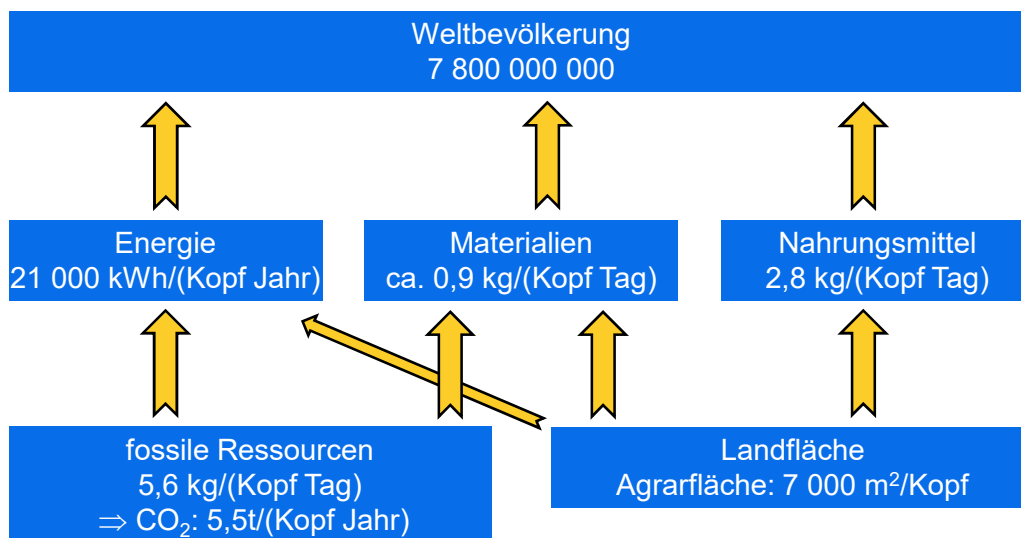 Weltbevölkerung
7 800 000 000
Energie
21 000 kWh/(Kopf Jahr)
Materialien
ca. 0,9 kg/(Kopf Tag)
Nahrungsmittel
2,8 kg/(Kopf Tag)
fossile Ressourcen
5,6 kg/(Kopf Tag)
⇒ CO₂: 5,5t/(Kopf Jahr)
Landfläche
Agrarfläche: 7 000 m²/Kopf